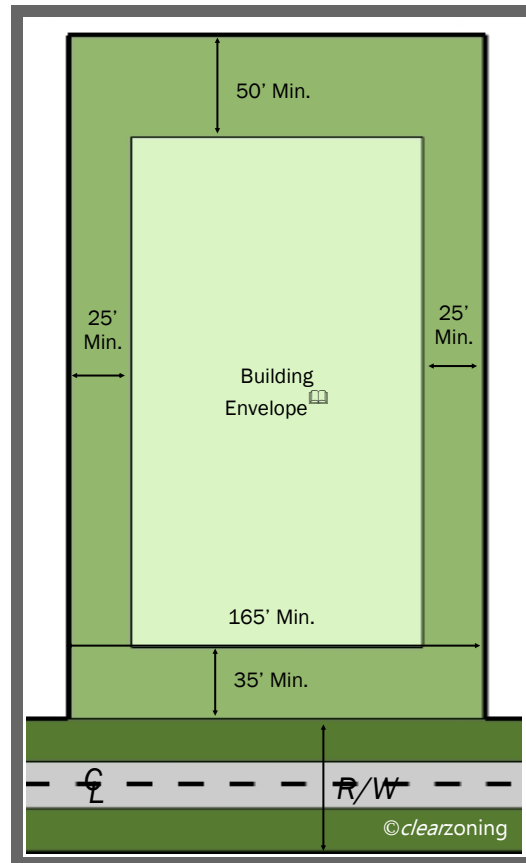 50’ Min.
25’
Min.
25’
Min.
Building
Envelope
165’ Min.
35’ Min.
CL
R/W
©clearzoning